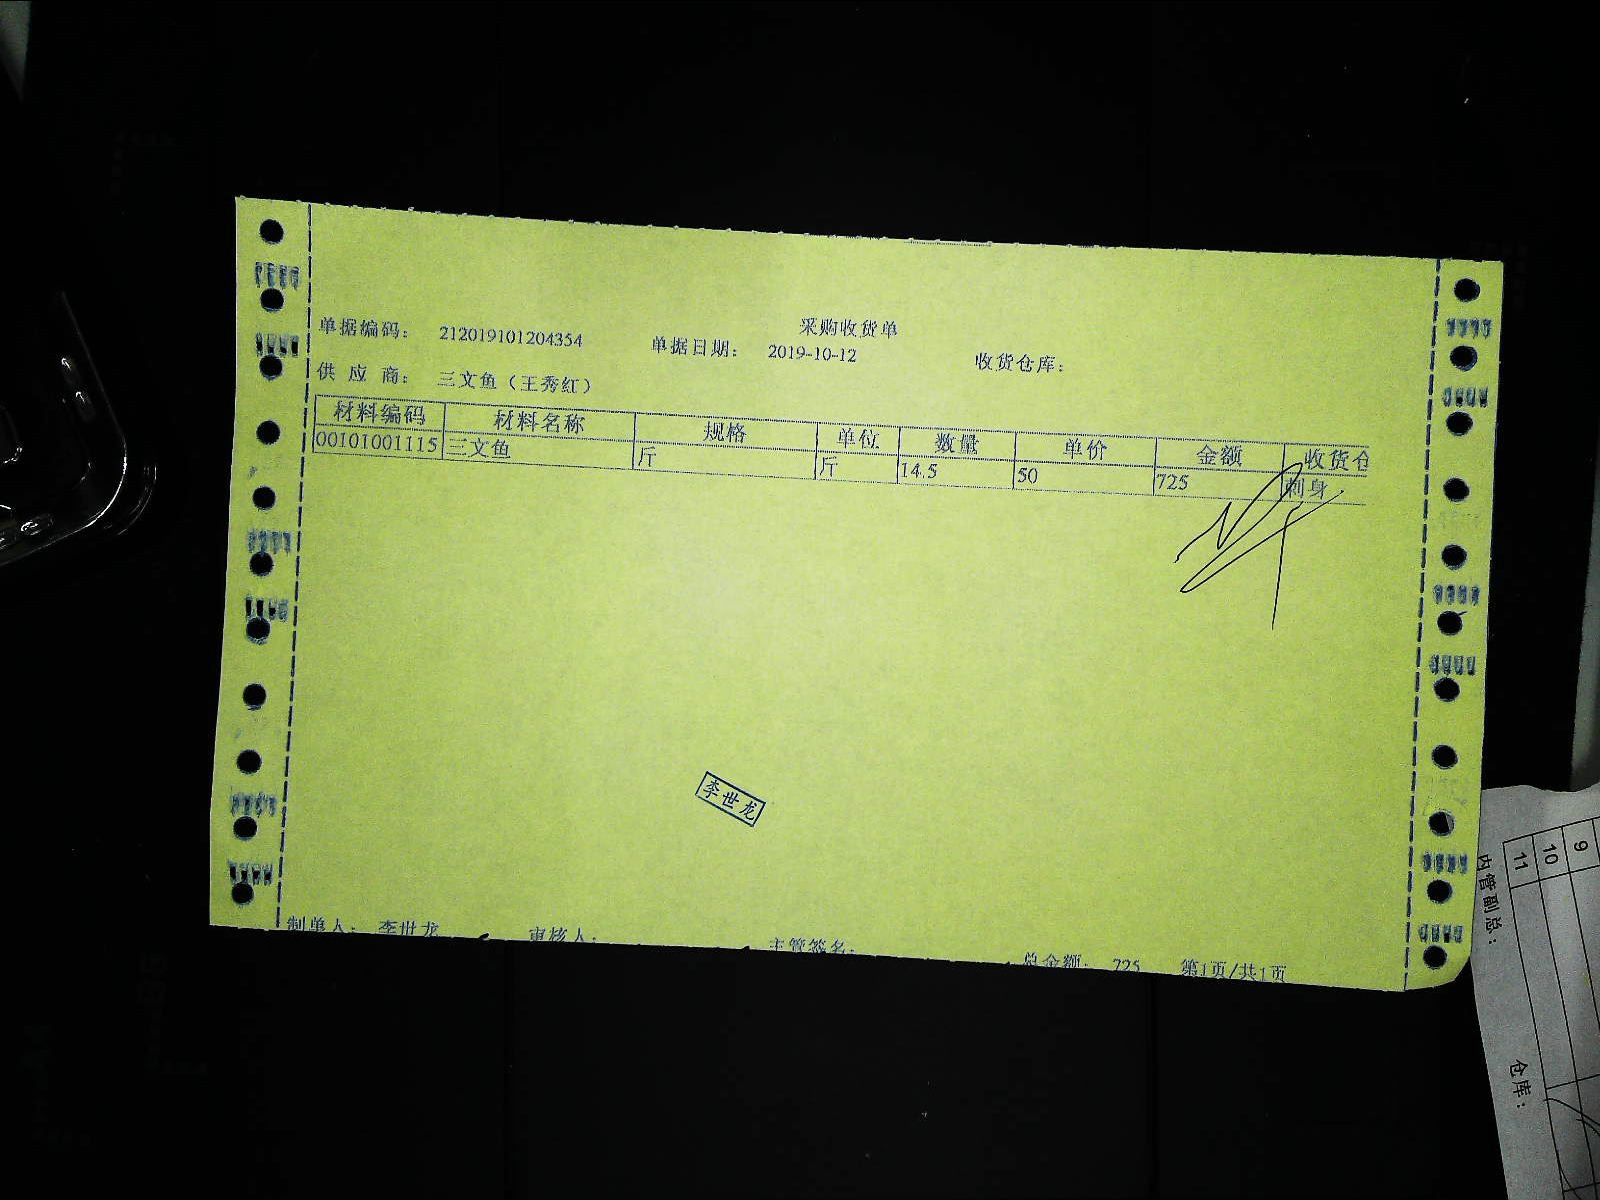 采购收货单
单据编码： 212019101204354 单据日期： 2019-10-12 收货仓库：
供 应 商： 三文鱼（王秀红）
材料编码 材料名称 规格 单位 数量 单价 金额 收货仓
00101001115 三文鱼 斤 斤 14.5 50 725 刺身
李世龙
制单人： 李世龙 审核人： 主管签名： 总金额： 725 第1页/共1页
9
10
11
内管副总：
仓库：